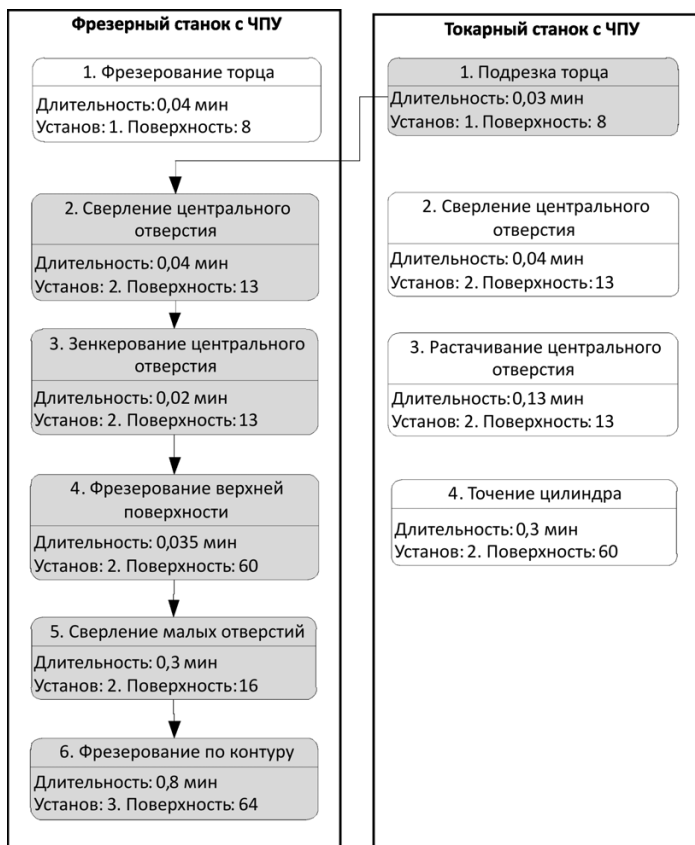 Фрезерный станок с ЧПУ
1. Фрезерование торца
Длительность: 0,04 мин
Установ: 1. Поверхность: 8
2. Сверление центрального
отверстия
Длительность: 0,04 мин
Установ: 2. Поверхность: 13
3. Зенкерование центрального
отверстия
Длительность: 0,02 мин
Установ: 2. Поверхность: 13
4. Фрезерование верхней
поверхности
Длительность: 0,035 мин
Установ: 2. Поверхность: 60
5. Сверление малых отверстий
Длительность: 0,3 мин
Установ: 2. Поверхность: 16
6. Фрезерование по контуру
Длительность: 0,8 мин
Установ: 3. Поверхность: 64
Токарный станок с ЧПУ
1. Подрезка торца
Длительность: 0,03 мин
Установ: 1. Поверхность: 8
2. Сверление центрального
отверстия
Длительность: 0,04 мин
Установ: 2. Поверхность: 13
3. Растачивание центрального
отверстия
Длительность: 0,13 мин
Установ: 2. Поверхность: 13
4. Точение цилиндра
Длительность: 0,3 мин
Установ: 2. Поверхность: 60